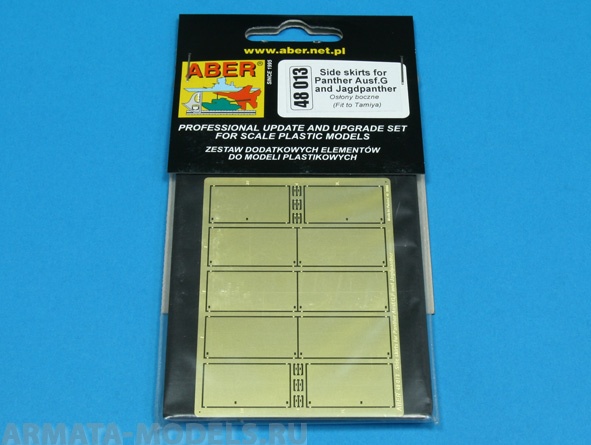 www.aber.net.pl
ABER®
SINCE 1995
48 013
Side skirts for
Panther Ausf.G
and Jagdpanther
Osłony boczne
(Fit to Tamiya)
PROFESSIONAL UPDATE AND UPGRADE SET
FOR SCALE PLASTIC MODELS
ZESTAW DODATKOWYCH ELEMENTÓW
DO MODELI PLASTIKOWYCH
ARMATA-MODELS.RU